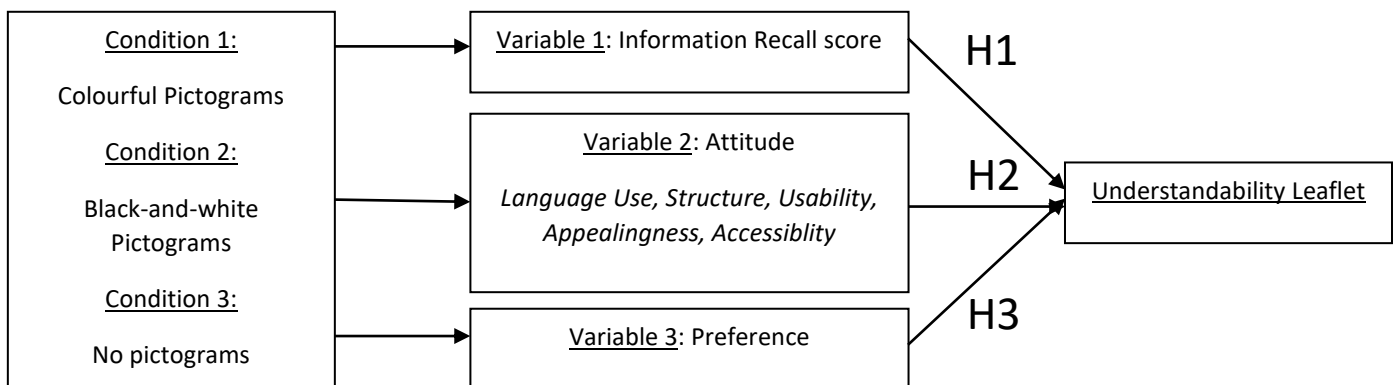 Condition 1:
Colourful Pictograms
Condition 2:
Black-and-white
Pictograms
Condition 3:
No pictograms
Variable 1: Information Recall score
Variable 2: Attitude
Language Use, Structure, Usability,
Appealingness, Accessiblity
Variable 3: Preference
H1
H2
H3
Understandability Leaflet